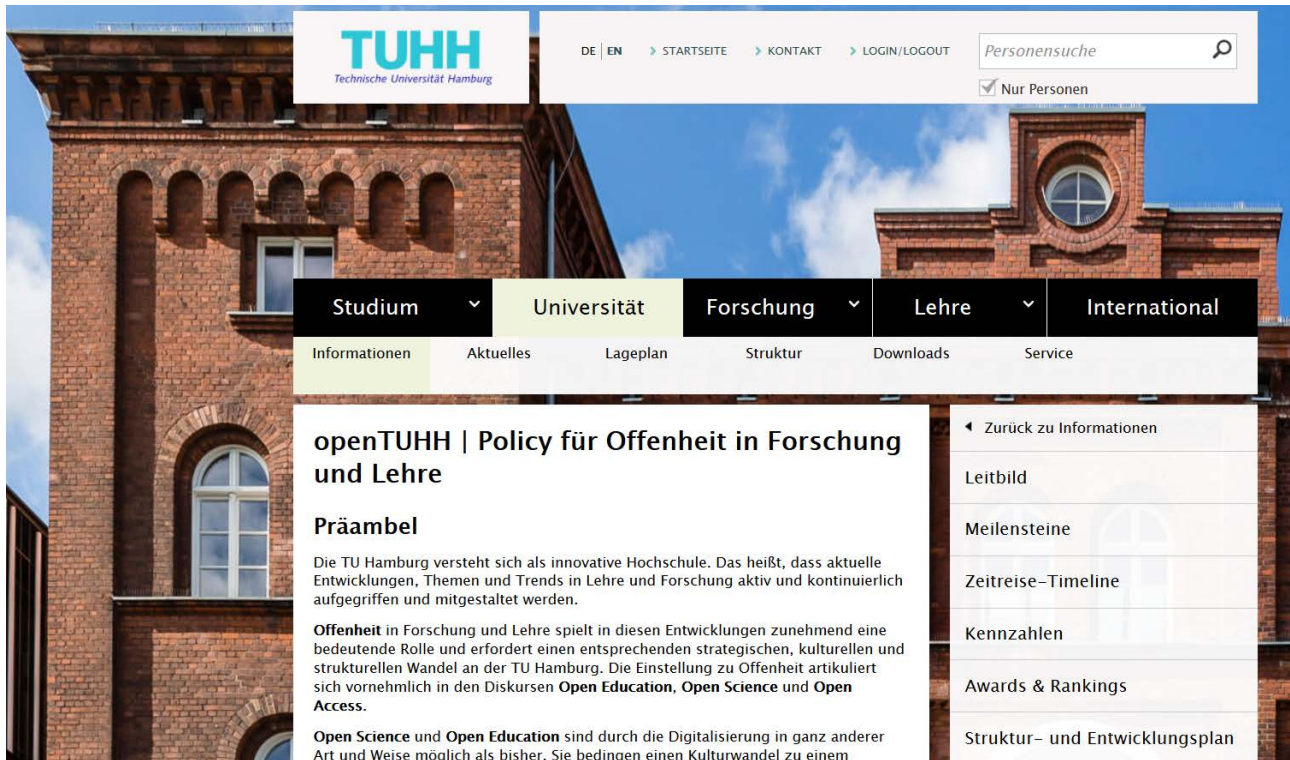 TUHH
Technische Universität Hamburg
DE | EN
STARTSEITE
KONTAKT
LOGIN/LOGOUT
Personensuche
Nur Personen
Studium
Universität
Forschung
Lehre
International
Informationen
Aktuelles
Lageplan
Struktur
Downloads
Service
openTUHH | Policy für Offenheit in Forschung
und Lehre
Präambel
Die TU Hamburg versteht sich als innovative Hochschule. Das heißt, dass aktuelle
Entwicklungen, Themen und Trends in Lehre und Forschung aktiv und kontinuierlich
aufgegriffen und mitgestaltet werden.
Offenheit in Forschung und Lehre spielt in diesen Entwicklungen zunehmend eine
bedeutende Rolle und erfordert einen entsprechenden strategischen, kulturellen und
strukturellen Wandel an der TU Hamburg. Die Einstellung zu Offenheit artikuliert
sich vornehmlich in den Diskursen Open Education, Open Science und Open
Access.
Open Science und Open Education sind durch die Digitalisierung in ganz anderer
Art und Weise möglich als bisher. Sie bedingen einen Kulturwandel zu einem
Zurück zu Informationen
Leitbild
Meilensteine
Zeitreise-Timeline
Kennzahlen
Awards & Rankings
Struktur- und Entwicklungsplan